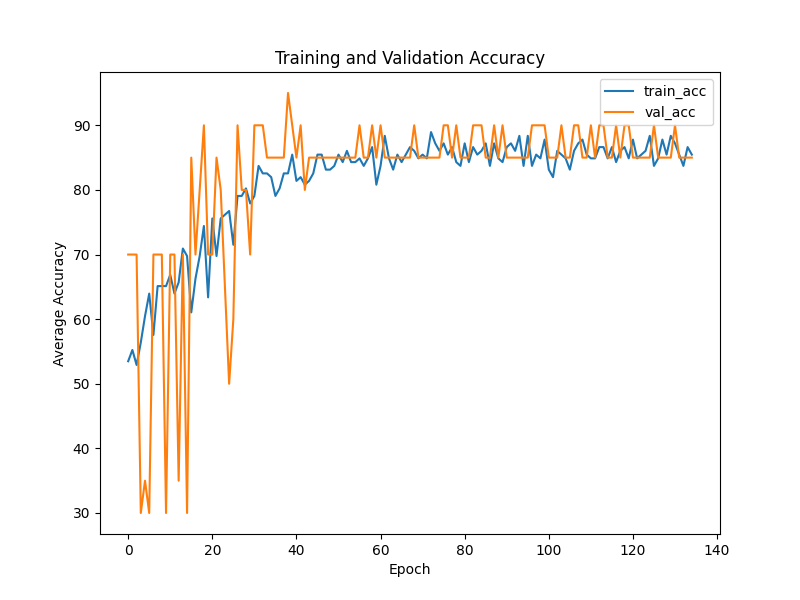 Training and Validation Accuracy
train_acc
val_acc
90
80
70
60
50
40
30
Average Accuracy
0 20 40 60 80 100 120 140
Epoch